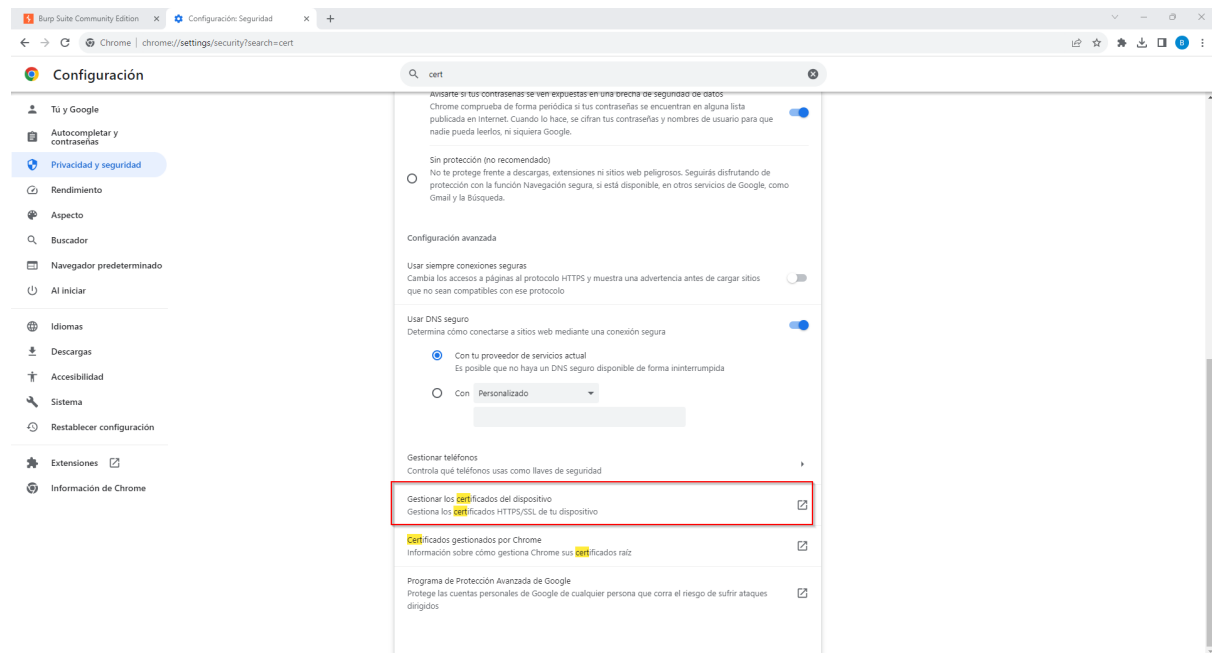 Burp Suite Community Edition
Configuración: Seguridad
Chrome | chrome://settings/security?search=cert
B
Configuración
cert
Tú y Google
Autocompletar y
contraseñas
Privacidad y seguridad
Rendimiento
Aspecto
Buscador
Navegador predeterminado
Al iniciar
Idiomas
Descargas
Accesibilidad
Sistema
Restablecer configuración
Extensiones
Información de Chrome
Avisarte si tus contraseñas se ven expuestas en una brecha de seguridad de datos
Chrome comprueba de forma periódica si tus contraseñas se encuentran en alguna lista
publicada en Internet. Cuando lo hace, se cifran tus contraseñas y nombres de usuario para que
nadie pueda leerlos, ni siquiera Google.
Sin protección (no recomendado)
No te protege frente a descargas, extensiones ni sitios web peligrosos. Seguirás disfrutando de
protección con la función Navegación segura, si está disponible, en otros servicios de Google, como
Gmail y la Búsqueda.
Configuración avanzada
Usar siempre conexiones seguras
Cambia los accesos a páginas al protocolo HTTPS y muestra una advertencia antes de cargar sitios
que no sean compatibles con ese protocolo
Usar DNS seguro
Determina cómo conectarse a sitios web mediante una conexión segura
Con tu proveedor de servicios actual
Es posible que no haya un DNS seguro disponible de forma ininterrumpida
Con Personalizado
Gestionar teléfonos
Controla qué teléfonos usas como llaves de seguridad
Gestionar los certificados del dispositivo
Gestiona los certificados HTTPS/SSL de tu dispositivo
Certificados gestionados por Chrome
Información sobre cómo gestiona Chrome sus certificados raíz
Programa de Protección Avanzada de Google
Protege las cuentas personales de Google de cualquier persona que corra el riesgo de sufrir ataques
dirigidos